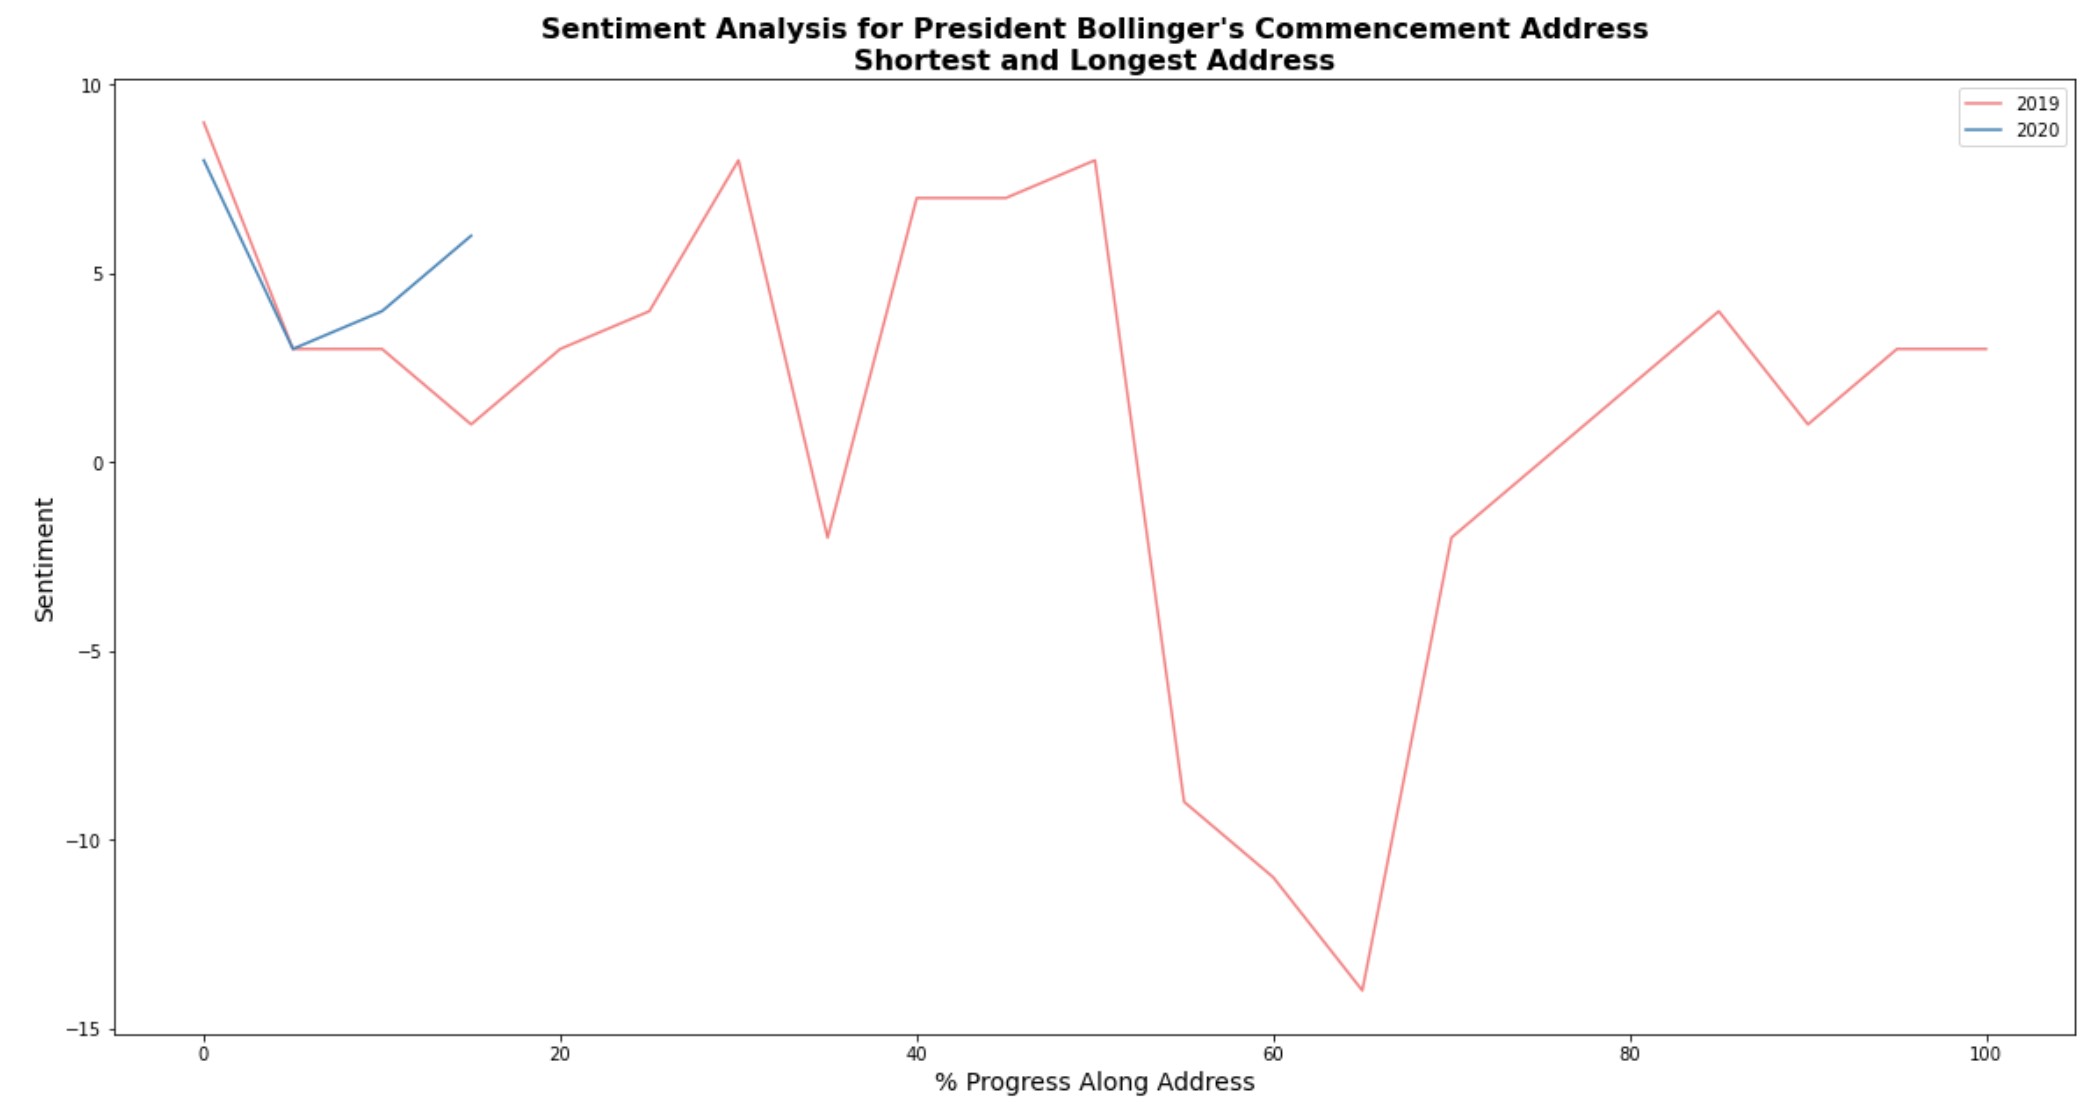 Sentiment Analysis for President Bollinger's Commencement Address
Shortest and Longest Address
2019
2020
10
5
0
−5
−10
−15
Sentiment
0 20 40 60 80 100
% Progress Along Address